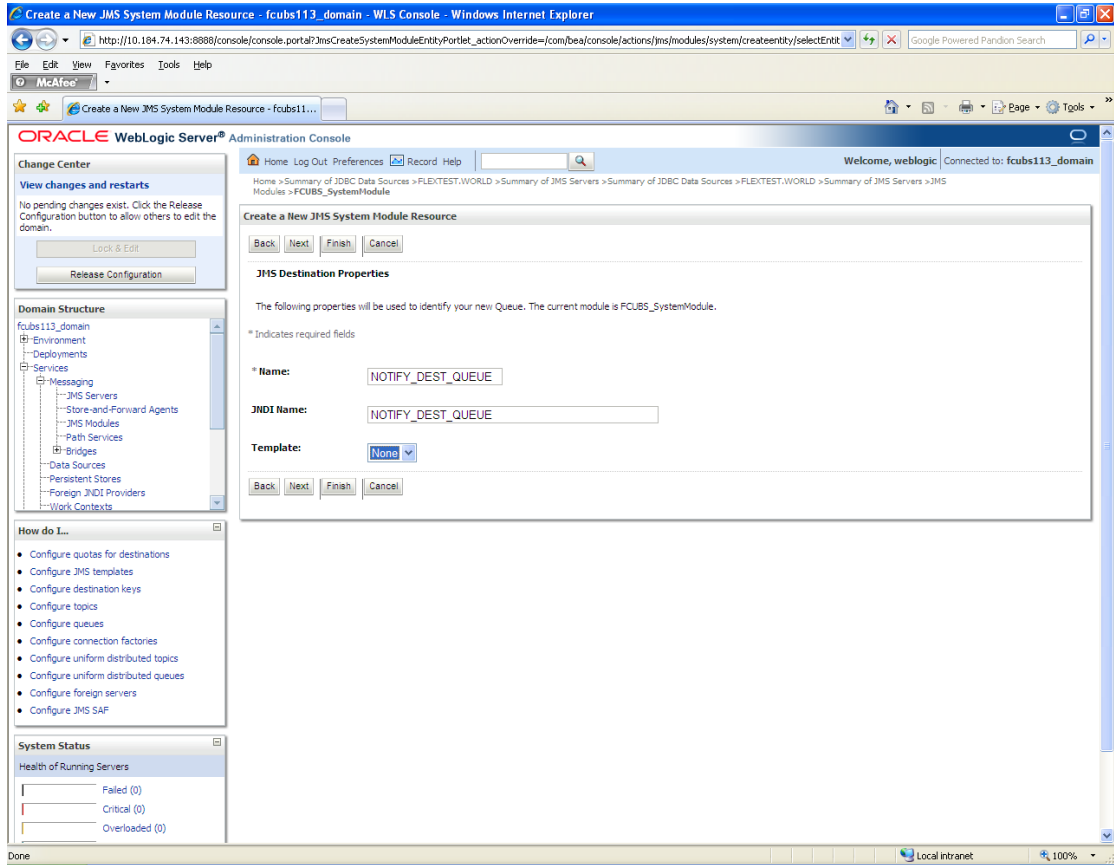 Create a New JMS System Module Resource - fcubs113_domain - WLS Console - Windows Internet Explorer
http://10.184.74.143:8888/console/console.portal?JmsCreateSystemModuleEntityPortlet_actionOverride=/com/bea/console/actions/jms/modules/system/createentity/selectEntit
Google Powered Pandion Search
File Edit View Favorites Tools Help
McAfee
Create a New JMS System Module Resource - fcubs11...
Page Tools
ORACLE WebLogic Server® Administration Console
Change Center
View changes and restarts
No pending changes exist. Click the Release
Configuration button to allow others to edit the
domain.
Lock & Edit
Release Configuration
Domain Structure
fcubs113_domain
Environment
Deployments
Services
Messaging
JMS Servers
Store-and-Forward Agents
JMS Modules
Path Services
Bridges
Data Sources
Persistent Stores
Foreign JNDI Providers
Work Contexts
How do I...
Configure quotas for destinations
Configure JMS templates
Configure destination keys
Configure topics
Configure queues
Configure connection factories
Configure uniform distributed topics
Configure uniform distributed queues
Configure foreign servers
Configure JMS SAF
System Status
Health of Running Servers
Failed (0)
Critical (0)
Overloaded (0)
Home Log Out Preferences Record Help
Welcome, weblogic Connected to: fcubs113_domain
Home >Summary of JDBC Data Sources >FLEXTEST.WORLD >Summary of JMS Servers >Summary of JDBC Data Sources >FLEXTEST.WORLD >Summary of JMS Servers >JMS
Modules >FCUBS_SystemModule
Create a New JMS System Module Resource
Back Next Finish Cancel
JMS Destination Properties
The following properties will be used to identify your new Queue. The current module is FCUBS_SystemModule.
* Indicates required fields
* Name: NOTIFY_DEST_QUEUE
JNDI Name: NOTIFY_DEST_QUEUE
Template: None
Back Next Finish Cancel
Done
Local intranet
100%